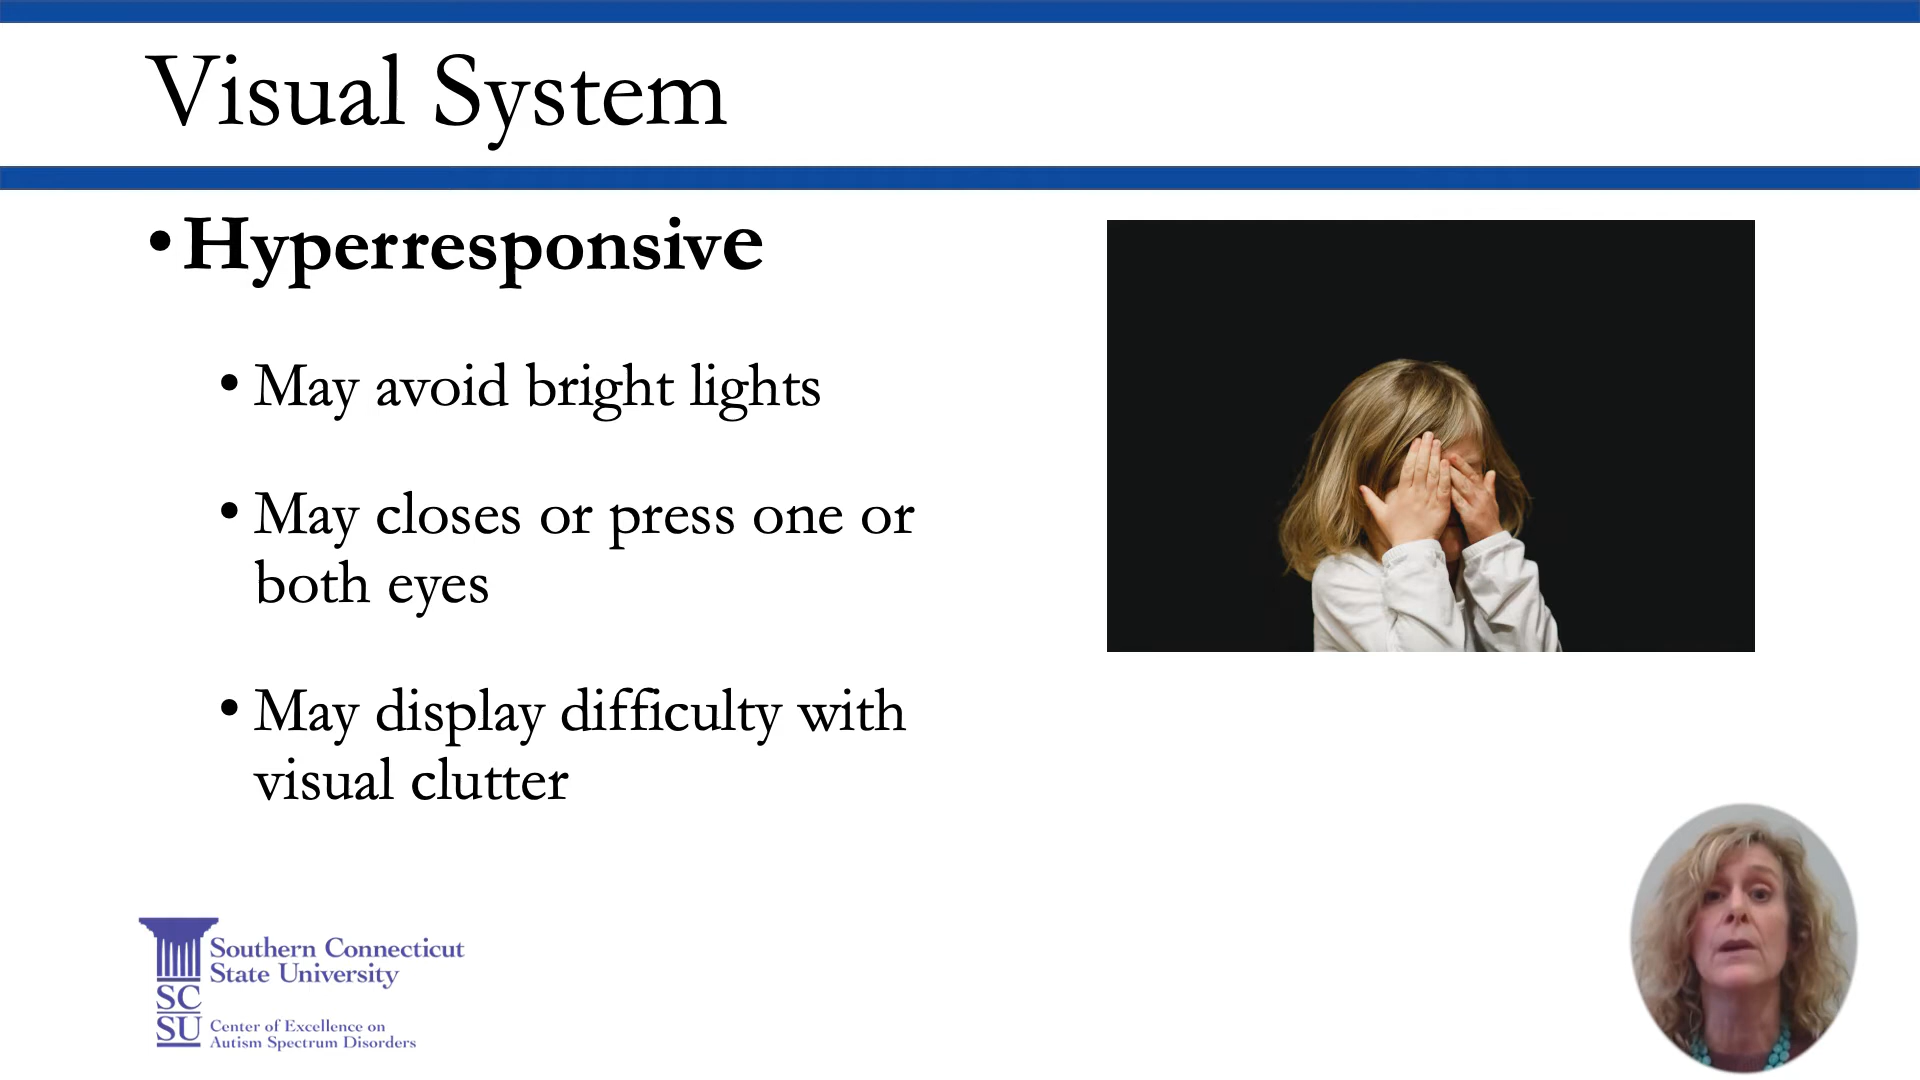 Visual System
• Hyperresponsive
• May avoid bright lights
• May closes or press one or
both eyes
• May display difficulty with
visual clutter
Southern Connecticut
State University
SC
SU
Center of Excellence on
Autism Spectrum Disorders